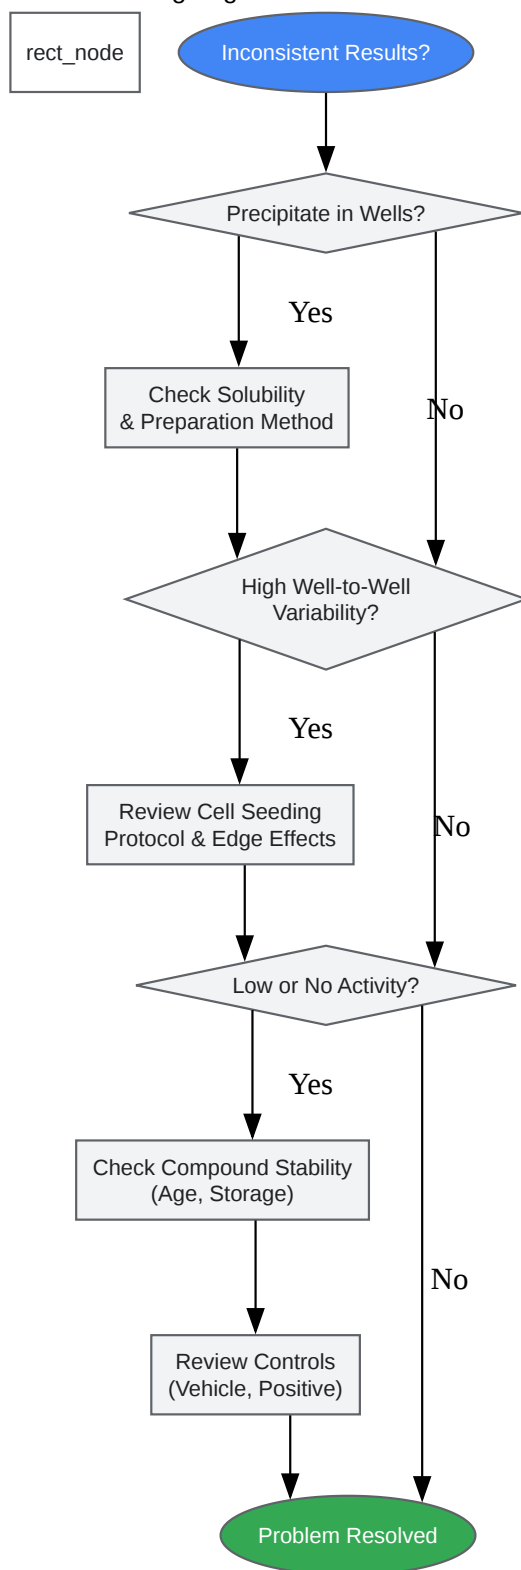 rect_node
Inconsistent Results?
Precipitate in Wells?
Yes
Check Solubility
& Preparation Method
No
High Well-to-Well
Variability?
Yes
Review Cell Seeding
Protocol & Edge Effects
No
Low or No Activity?
Yes
Check Compound Stability
(Age, Storage)
No
Review Controls
(Vehicle, Positive)
Problem Resolved